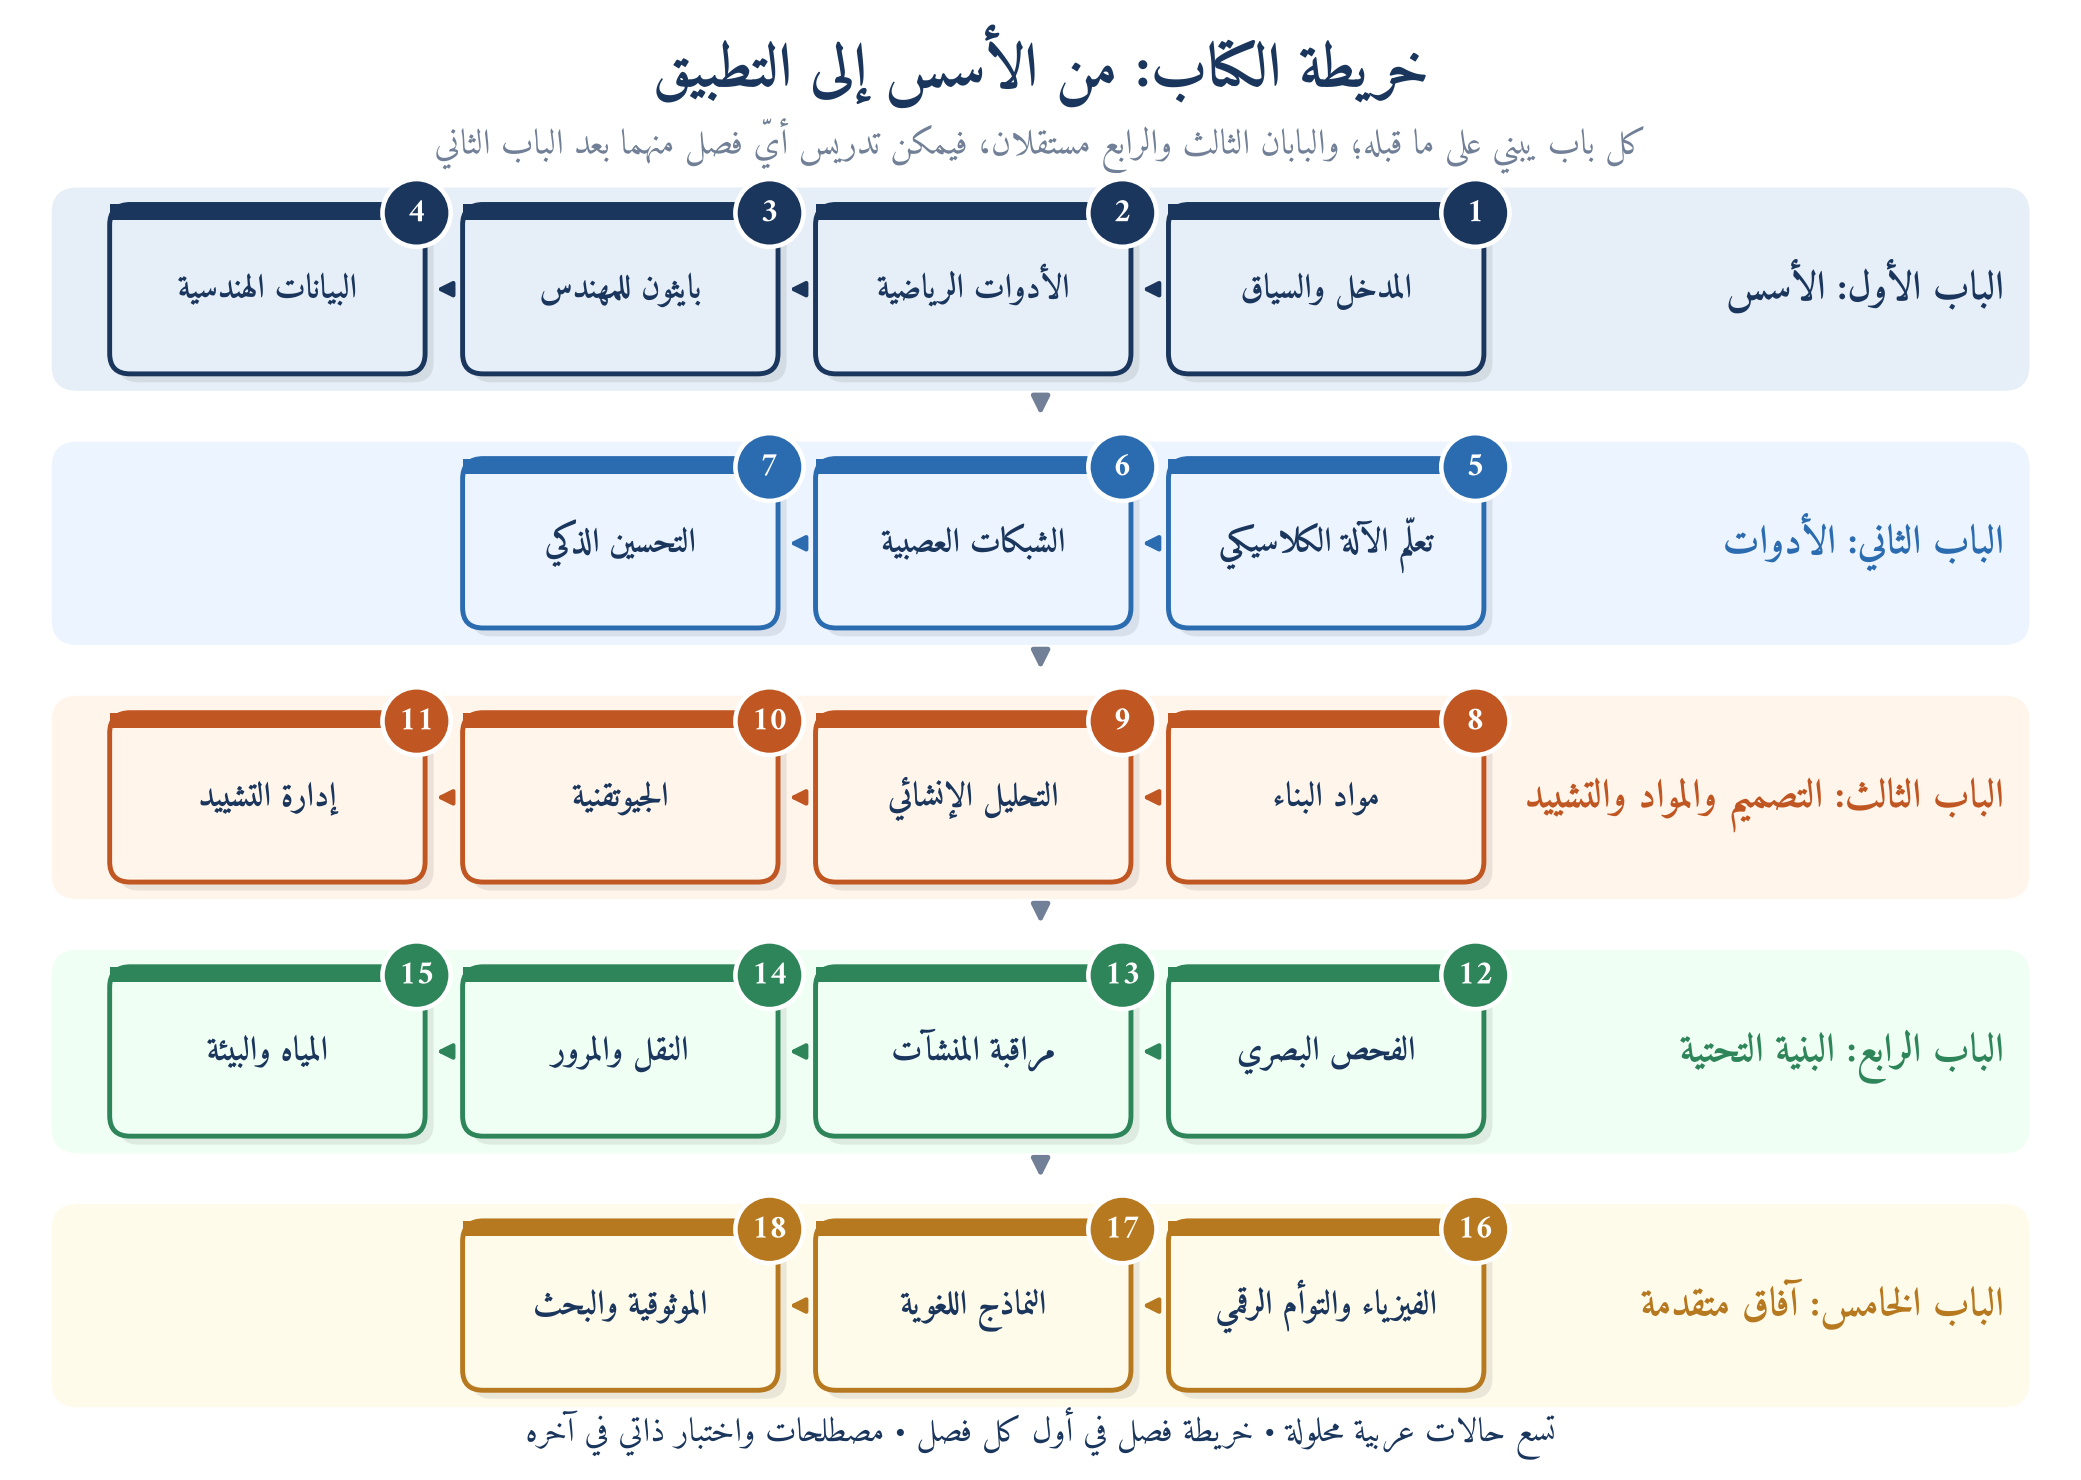 خريطة الكتاب: من الأسس إلى التطبيق
كل باب يبني على ما قبله؛ والبابان الثالث والرابع مستقلان، فيمكن تدريس أيّ فصل منهما بعد الباب الثاني
الباب الأول: الأسس
1
المدخل والسياق
2
الأدوات الرياضية
3
بايثون للمهندس
4
البيانات الهندسية
الباب الثاني: الأدوات
5
تعلّم الآلة الكلاسيكي
6
الشبكات العصبية
7
التحسين الذكي
الباب الثالث: التصميم والمواد والتشييد
8
مواد البناء
9
التحليل الإنشائي
10
الجيوتقنية
11
إدارة التشييد
الباب الرابع: البنية التحتية
12
الفحص البصري
13
مراقبة المنشآت
14
النقل والمرور
15
المياه والبيئة
الباب الخامس: آفاق متقدمة
16
الفيزياء والتوأم الرقمي
17
النماذج اللغوية
18
الموثوقية والبحث
تسع حالات عربية محلولة • خريطة فصل في أول كل فصل • مصطلحات واختبار ذاتي في آخره